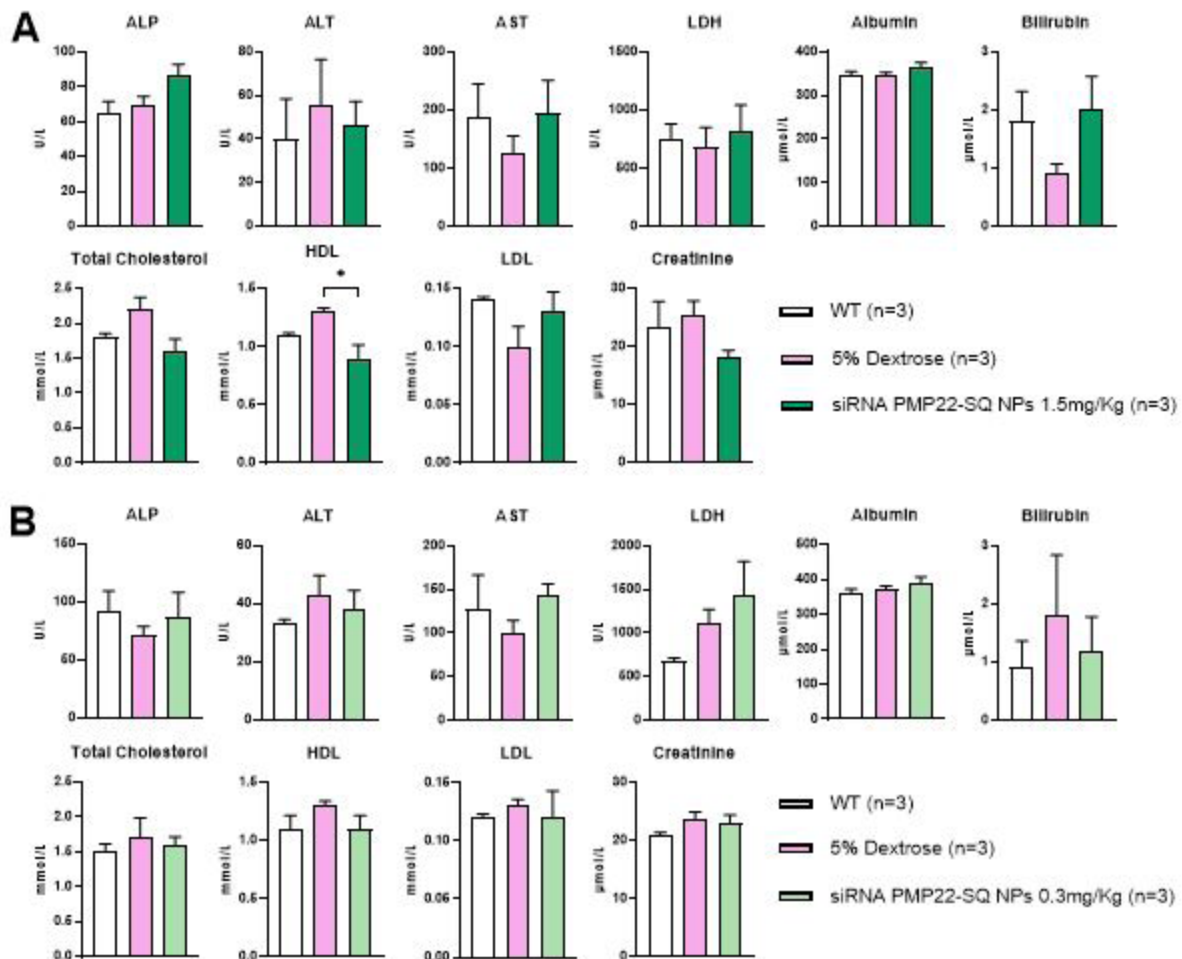 A
ALP ALT AST LDH Albumin Bilirubin
100 80 300 1500 400 3
80 60 200 1000 300 2
60 40 100 500 200 1
40 20 0 0 100 0
20 0 0
0
U/L U/L U/L U/L µmol/L µmol/L
Total Cholesterol HDL LDL Creatinine
*
2.5 1.5 0.15 30
2.0 1.0 0.10 20
1.5 0.5 0.05 10
1.0 0.0 0.00 0
0.5
0.0
mmol/L mmol/L mmol/L µmol/L
WT (n=3)
5% Dextrose (n=3)
siRNA PMP22-SQ NPs 1.5mg/Kg (n=3)
B
ALP ALT AST LDH Albumin Bilirubin
150 60 200 2000 500 3
100 40 150 1500 400 2
50 20 100 1000 300 1
0 0 50 500 200 0
0 0 100
0
U/L U/L U/L U/L µmol/L µmol/L
Total Cholesterol HDL LDL Creatinine
2.5 1.5 0.15 30
2.0 1.0 0.10 20
1.5 0.5 0.05 10
1.0 0.0 0.00 0
0.5
0.0
mmol/L mmol/L mmol/L µmol/L
WT (n=3)
5% Dextrose (n=3)
siRNA PMP22-SQ NPs 0.3mg/Kg (n=3)